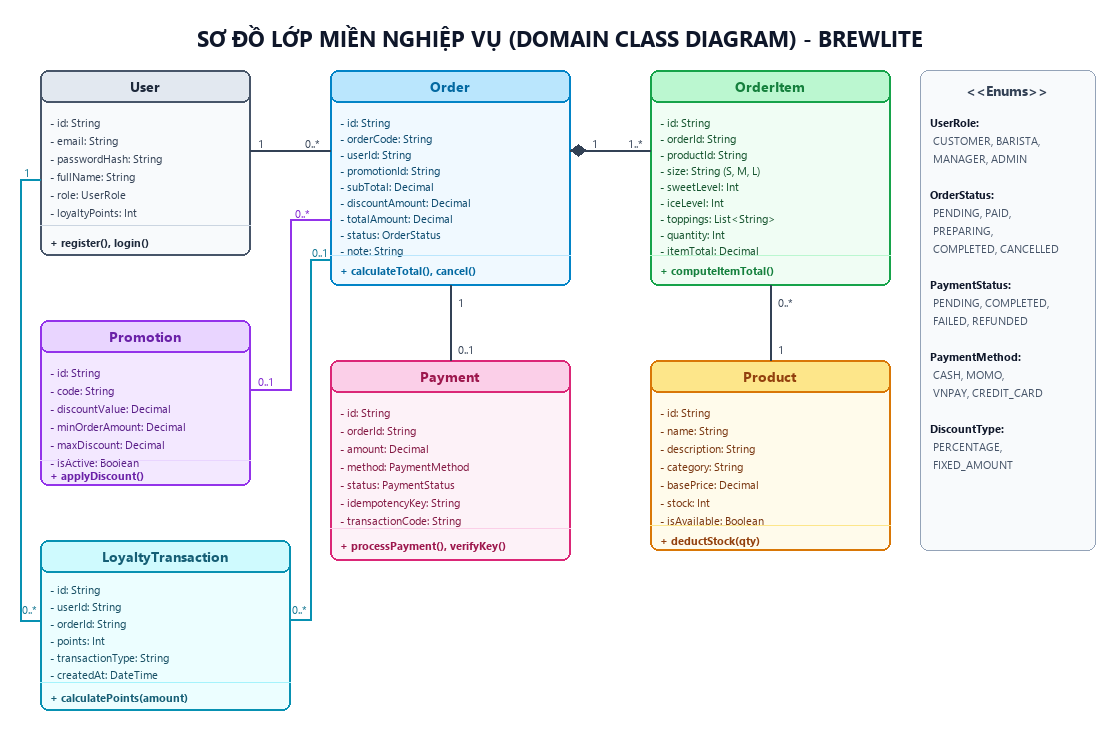 SƠ ĐỒ LỚP MIỀN NGHIỆP VỤ (DOMAIN CLASS DIAGRAM) - BREWLITE
User
- id: String
- email: String
- passwordHash: String
- fullName: String
- role: UserRole
- loyaltyPoints: Int
+ register(), login()
1
0..*
1
Order
- id: String
- orderCode: String
- userId: String
- promotionId: String
- subTotal: Decimal
- discountAmount: Decimal
- totalAmount: Decimal
- status: OrderStatus
- note: String
+ calculateTotal(), cancel()
1
1..*
0..*
0..1
OrderItem
- id: String
- orderId: String
- productId: String
- size: String (S, M, L)
- sweetLevel: Int
- iceLevel: Int
- toppings: List<String>
- quantity: Int
- itemTotal: Decimal
+ computeItemTotal()
1
0..1
0..*
1
Promotion
- id: String
- code: String
- discountValue: Decimal
- minOrderAmount: Decimal
- maxDiscount: Decimal
- isActive: Boolean
+ applyDiscount()
0..1
Payment
- id: String
- orderId: String
- amount: Decimal
- method: PaymentMethod
- status: PaymentStatus
- idempotencyKey: String
- transactionCode: String
+ processPayment(), verifyKey()
Product
- id: String
- name: String
- description: String
- category: String
- basePrice: Decimal
- stock: Int
- isAvailable: Boolean
+ deductStock(qty)
LoyaltyTransaction
- id: String
- userId: String
- orderId: String
- points: Int
- transactionType: String
- createdAt: DateTime
+ calculatePoints(amount)
0..*
0..*
<<Enums>>
UserRole:
CUSTOMER, BARISTA,
MANAGER, ADMIN
OrderStatus:
PENDING, PAID,
PREPARING,
COMPLETED, CANCELLED
PaymentStatus:
PENDING, COMPLETED,
FAILED, REFUNDED
PaymentMethod:
CASH, MOMO,
VNPAY, CREDIT_CARD
DiscountType:
PERCENTAGE,
FIXED_AMOUNT